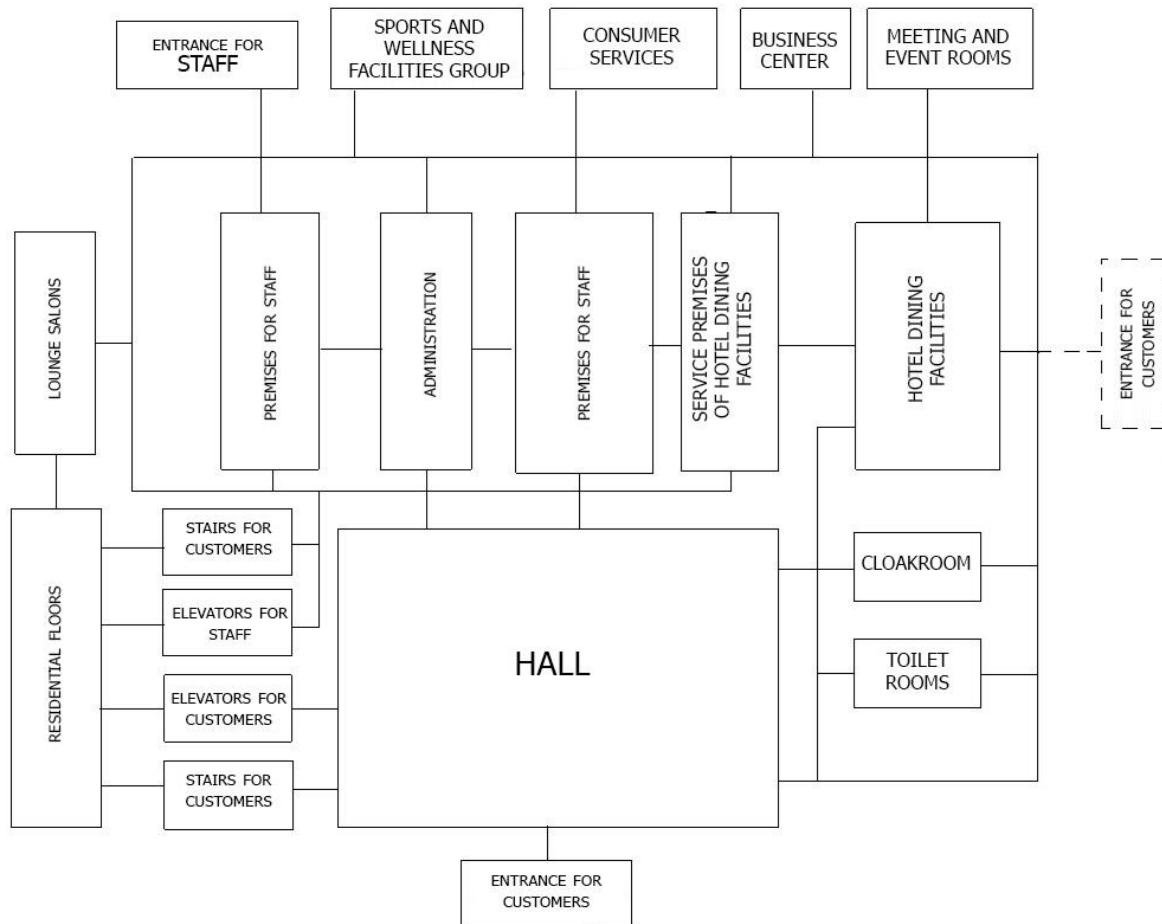 ENTRANCE FOR
STAFF
SPORTS AND
WELLNESS
FACILITIES GROUP
CONSUMER
SERVICES
BUSINESS
CENTER
MEETING AND
EVENT ROOMS
LOUNGE SALONS
PREMISES FOR STAFF
ADMINISTRATION
PREMISES FOR STAFF
SERVICE PREMISES
OF HOTEL DINING
FACILITIES
HOTEL DINING
FACILITIES
ENTRANCE FOR
CUSTOMERS
RESIDENTIAL FLOORS
STAIRS FOR
CUSTOMERS
ELEVATORS FOR
STAFF
ELEVATORS FOR
CUSTOMERS
STAIRS FOR
CUSTOMERS
HALL
CLOAKROOM
TOILET
ROOMS
ENTRANCE FOR
CUSTOMERS